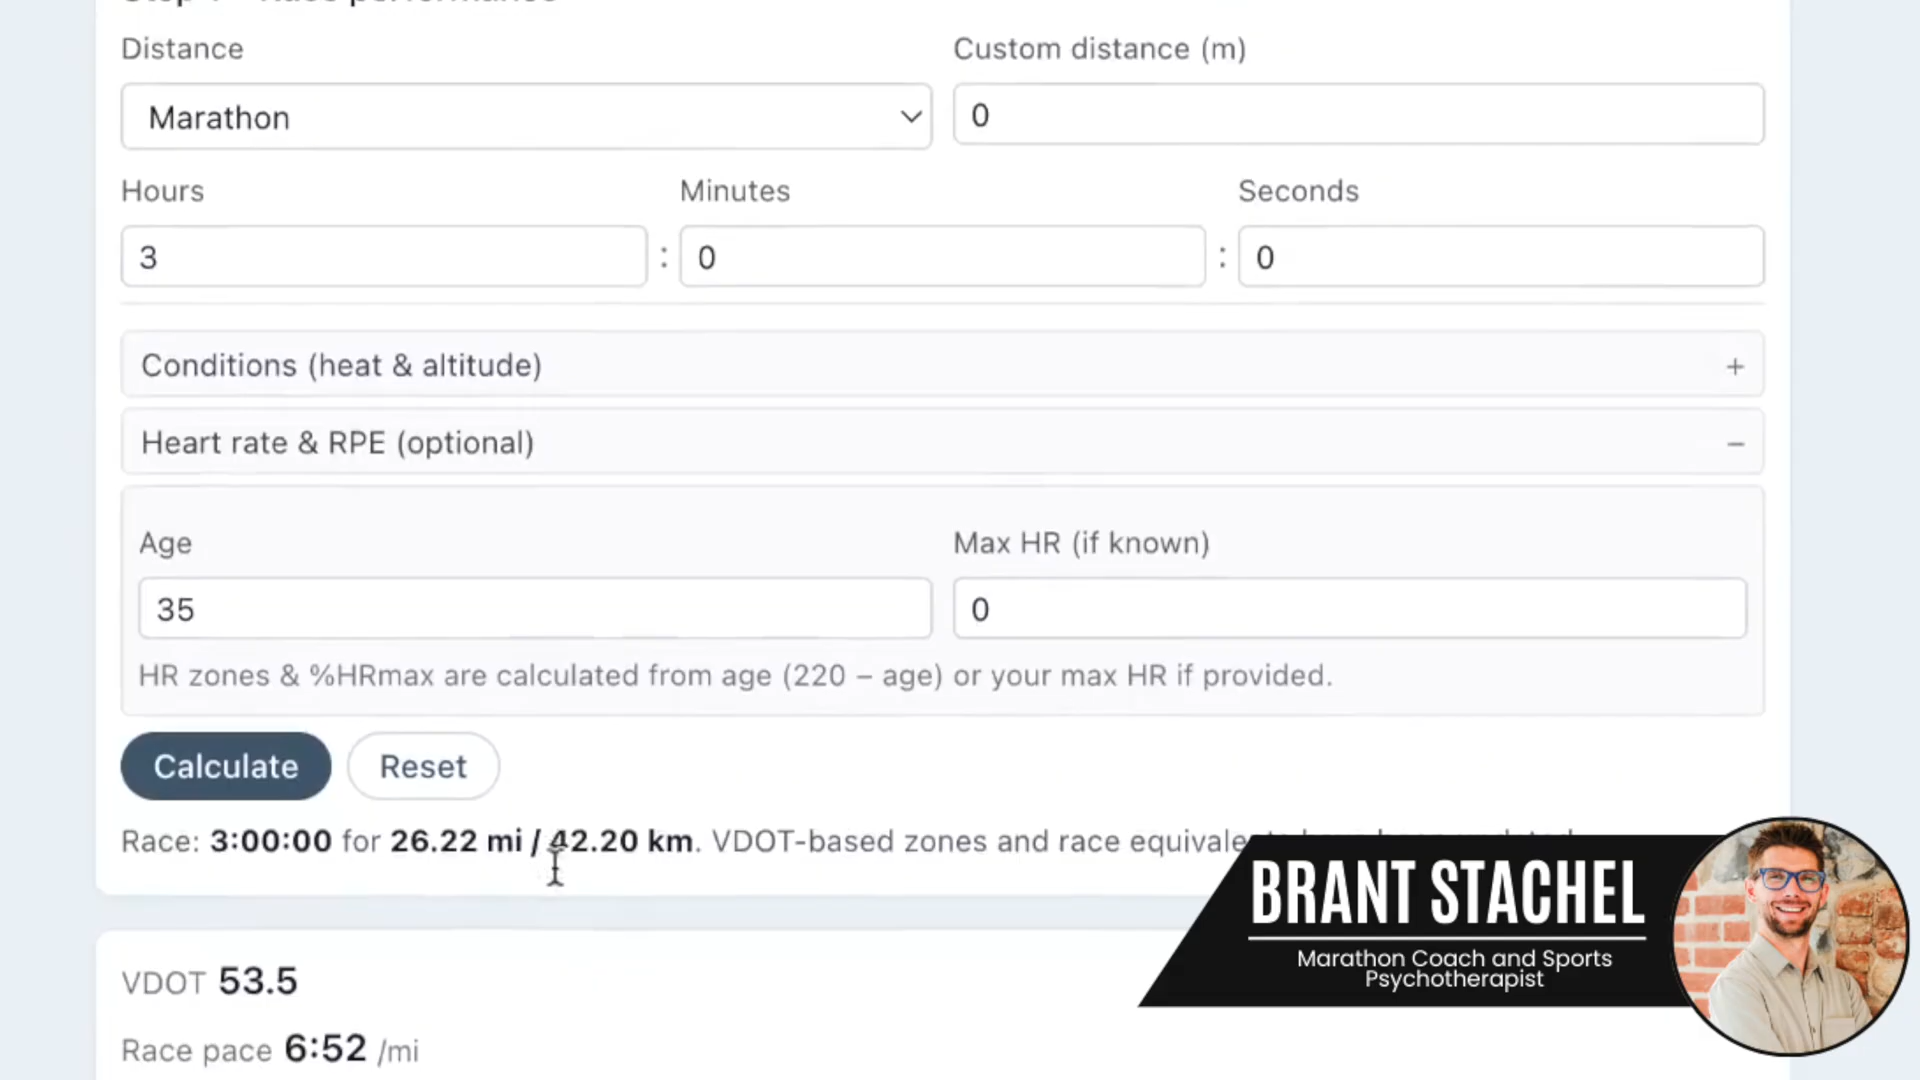 Distance
Custom distance (m)
Marathon
0
Hours
Minutes
Seconds
3 : 0 : 0
Conditions (heat & altitude) +
Heart rate & RPE (optional) −
Age
Max HR (if known)
35
0
HR zones & %HRmax are calculated from age (220 – age) or your max HR if provided.
Calculate
Reset
Race: 3:00:00 for 26.22 mi / 42.20 km. VDOT-based zones and race
VDOT 53.5
Race pace 6:52 /mi
BRANT STACHEL
Marathon Coach and Sports
Psychotherapist